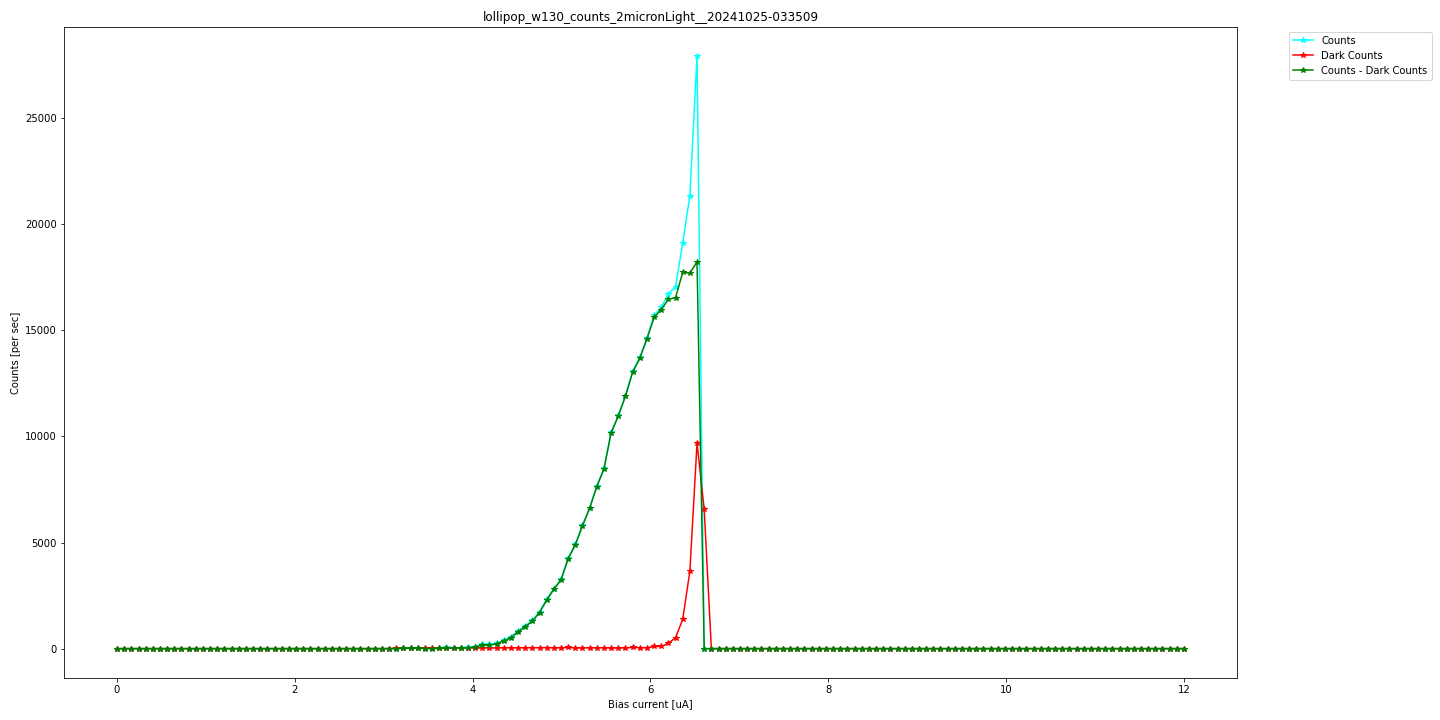 lollipop_w130_counts_2micronLight__20241025-033509
Counts
Dark Counts
Counts - Dark Counts
25000
20000
15000
10000
5000
0
Counts [per sec]
0 2 4 6 8 10 12
Bias current [uA]